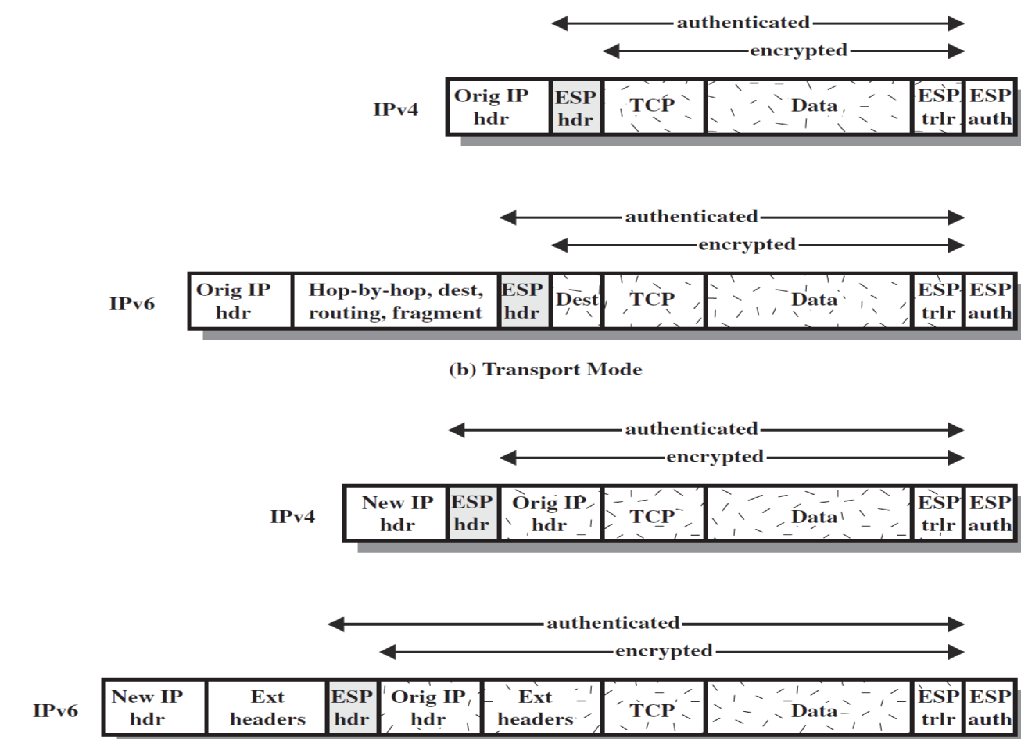 authenticated
encrypted
IPv4
Orig IP hdr
ESP hdr
TCP
Data
ESP trlr
ESP auth
authenticated
encrypted
IPv6
Orig IP hdr
Hop-by-hop, dest, routing, fragment
ESP hdr
Dest
TCP
Data
ESP trlr
ESP auth
(b) Transport Mode
authenticated
encrypted
IPv4
New IP hdr
ESP hdr
Orig IP hdr
TCP
Data
ESP trlr
ESP auth
authenticated
encrypted
IPv6
New IP hdr
Ext headers
ESP hdr
Orig IP hdr
Ext headers
TCP
Data
ESP trlr
ESP auth